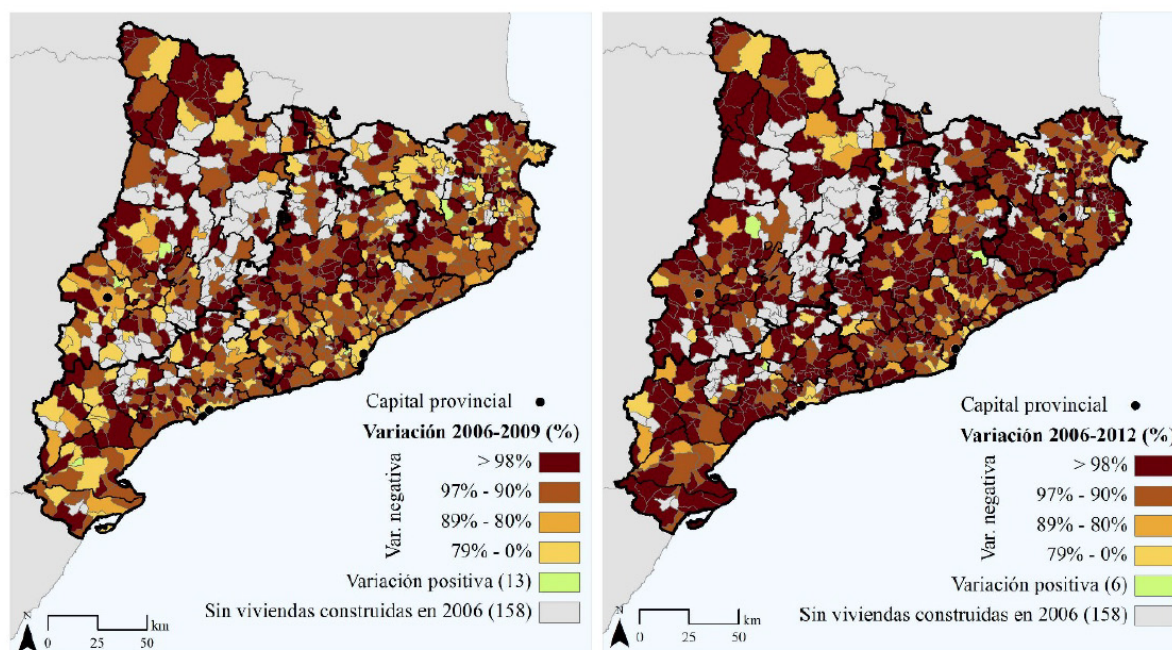 Capital provincial
Variación 2006-2009 (%)
Var. negativa
> 98%
97% - 90%
89% - 80%
79% - 0%
Variación positiva (13)
Sin viviendas construidas en 2006 (158)
N
km
0 25 50
Capital provincial
Variación 2006-2012 (%)
Var. negativa
> 98%
97% - 90%
89% - 80%
79% - 0%
Variación positiva (6)
Sin viviendas construidas en 2006 (158)
N
km
0 25 50